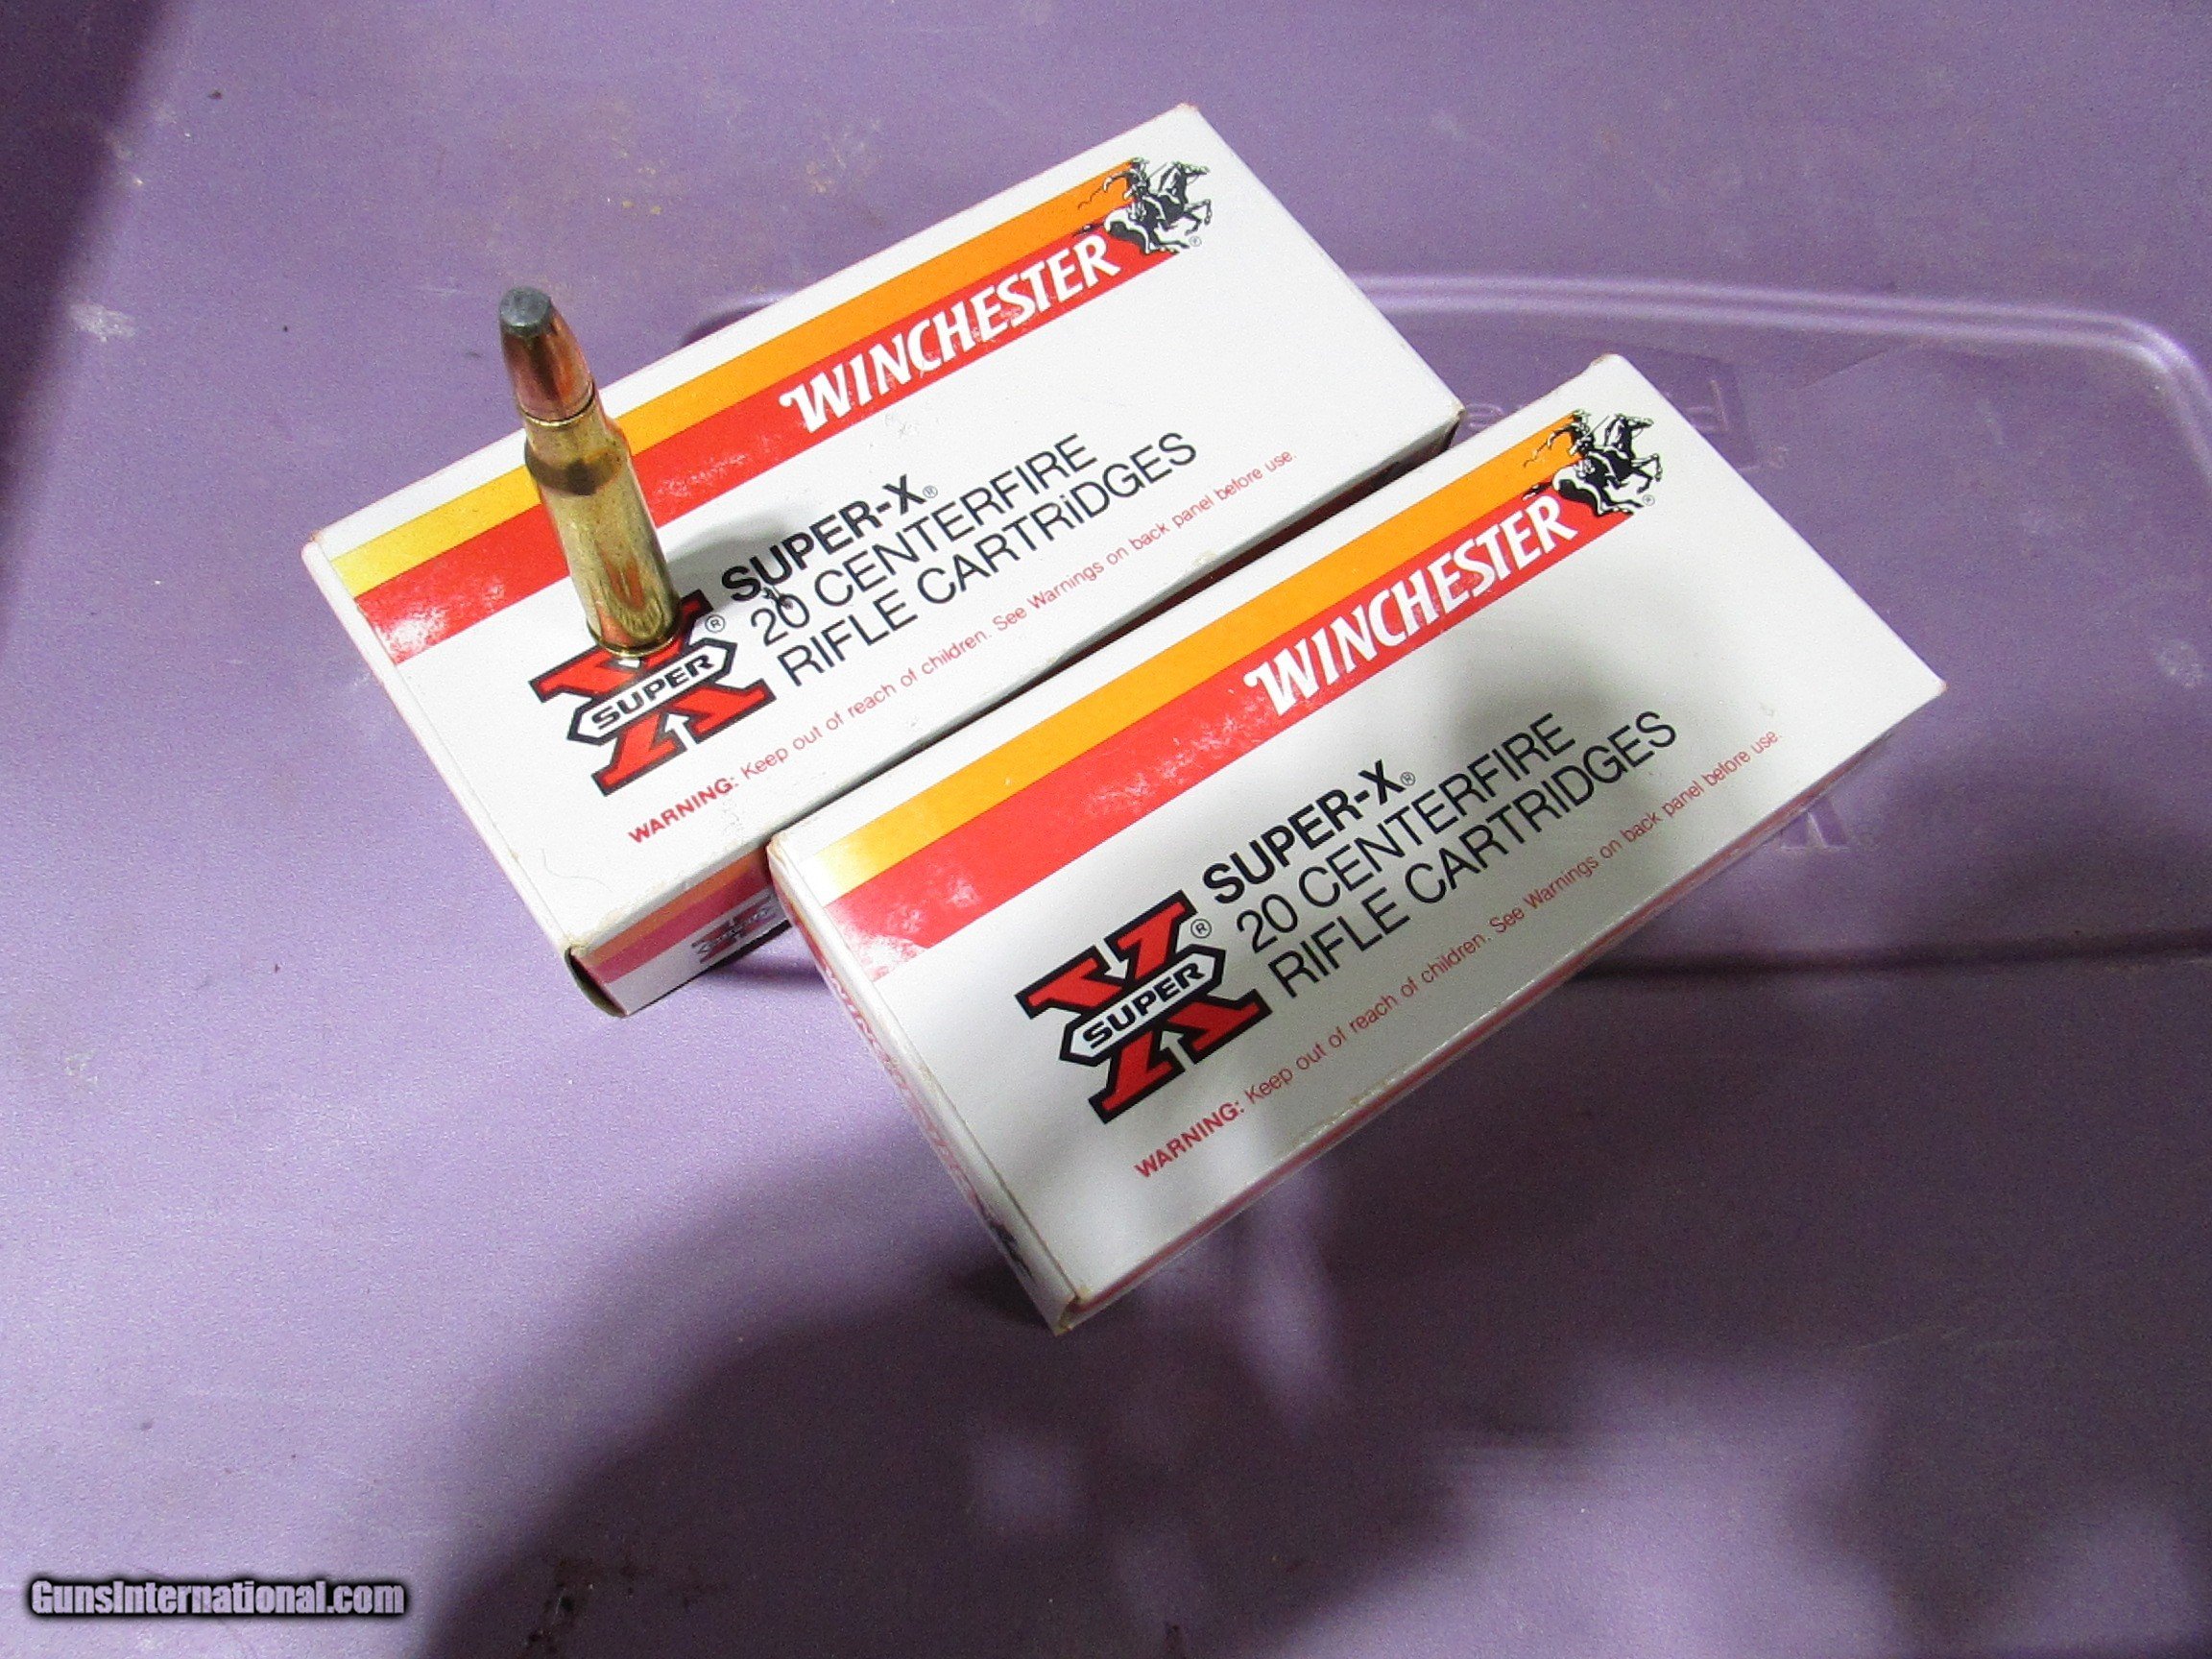 WINCHESTER
®
SUPER-X®
20 CENTERFIRE
RIFLE CARTRIDGES
SUPER X ®
WARNING: Keep out of reach of children. See Warnings on back panel before use.
WINCHESTER
®
SUPER-X®
20 CENTERFIRE
RIFLE CARTRIDGES
SUPER X ®
WARNING: Keep out of reach of children. See Warnings on back panel before use.
GunsInternational.com